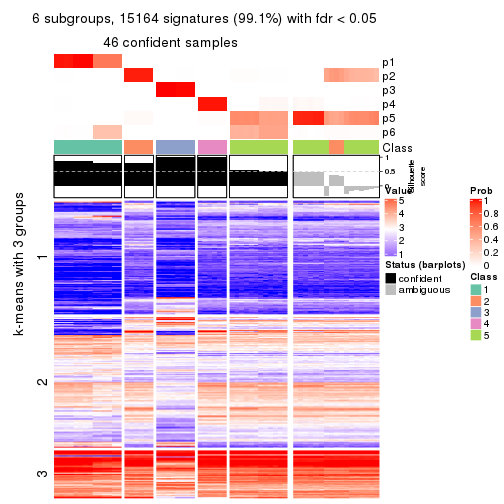 6 subgroups, 15164 signatures (99.1%) with fdr < 0.05
46 confident samples
p1
p2
p3
p4
p5
p6
Class
1
0.5
0
Silhouette
score
k-means with 3 groups
1
2
3
Value
5
4
3
2
1
Status (barplots)
confident
ambiguous
Prob
1
0.8
0.6
0.4
0.2
0
Class
1
2
3
4
5